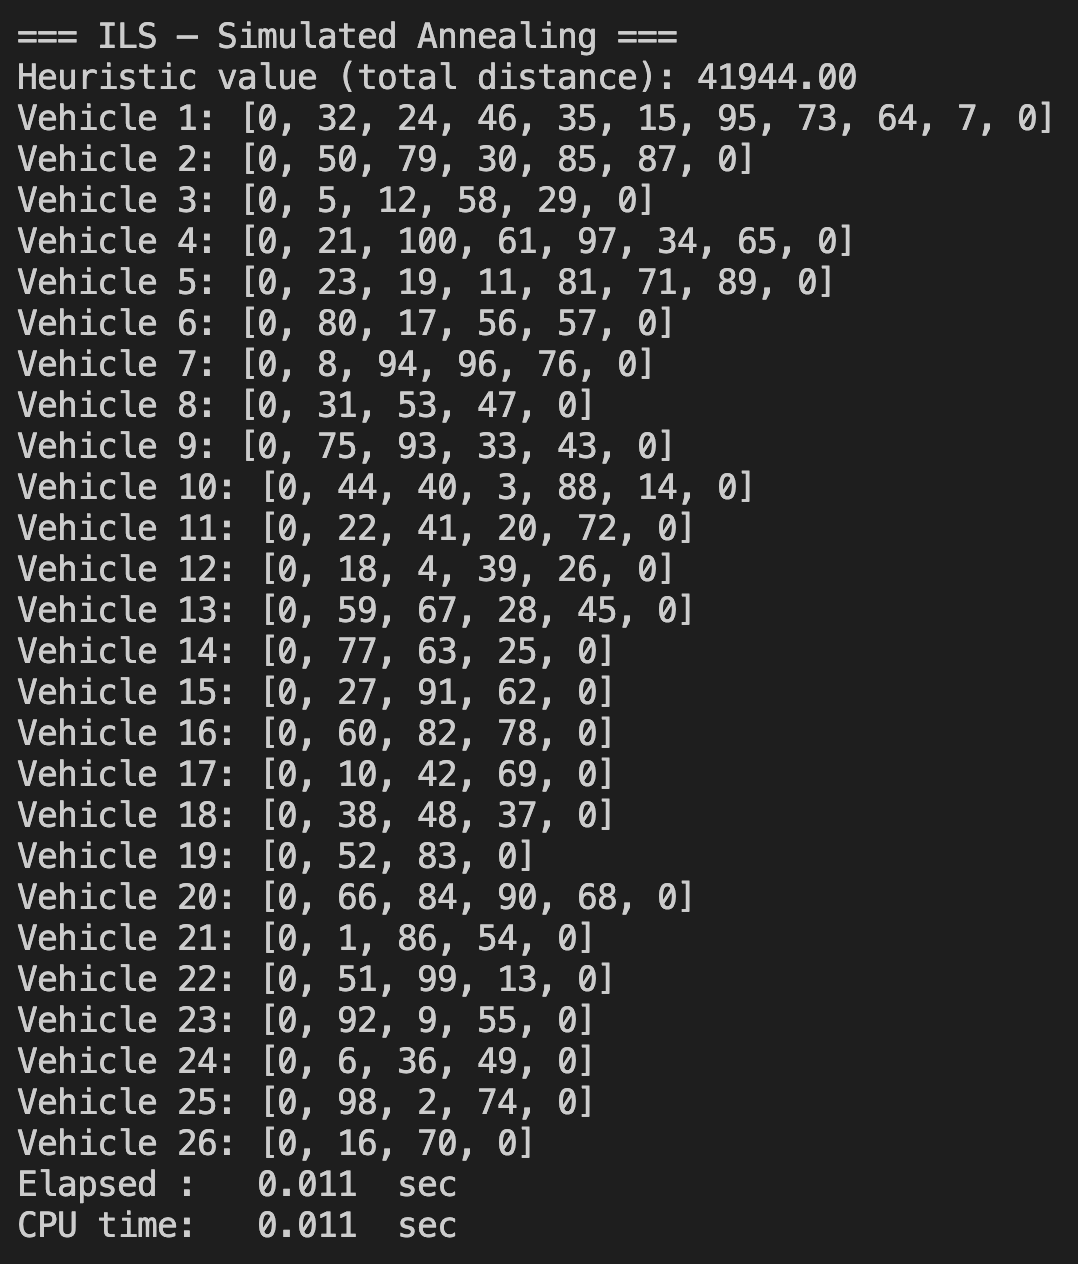 === ILS – Simulated Annealing ===
Heuristic value (total distance): 41944.00
Vehicle 1: [0, 32, 24, 46, 35, 15, 95, 73, 64, 7, 0]
Vehicle 2: [0, 50, 79, 30, 85, 87, 0]
Vehicle 3: [0, 5, 12, 58, 29, 0]
Vehicle 4: [0, 21, 100, 61, 97, 34, 65, 0]
Vehicle 5: [0, 23, 19, 11, 81, 71, 89, 0]
Vehicle 6: [0, 80, 17, 56, 57, 0]
Vehicle 7: [0, 8, 94, 96, 76, 0]
Vehicle 8: [0, 31, 53, 47, 0]
Vehicle 9: [0, 75, 93, 33, 43, 0]
Vehicle 10: [0, 44, 40, 3, 88, 14, 0]
Vehicle 11: [0, 22, 41, 20, 72, 0]
Vehicle 12: [0, 18, 4, 39, 26, 0]
Vehicle 13: [0, 59, 67, 28, 45, 0]
Vehicle 14: [0, 77, 63, 25, 0]
Vehicle 15: [0, 27, 91, 62, 0]
Vehicle 16: [0, 60, 82, 78, 0]
Vehicle 17: [0, 10, 42, 69, 0]
Vehicle 18: [0, 38, 48, 37, 0]
Vehicle 19: [0, 52, 83, 0]
Vehicle 20: [0, 66, 84, 90, 68, 0]
Vehicle 21: [0, 1, 86, 54, 0]
Vehicle 22: [0, 51, 99, 13, 0]
Vehicle 23: [0, 92, 9, 55, 0]
Vehicle 24: [0, 6, 36, 49, 0]
Vehicle 25: [0, 98, 2, 74, 0]
Vehicle 26: [0, 16, 70, 0]
Elapsed :   0.011  sec
CPU time:   0.011  sec